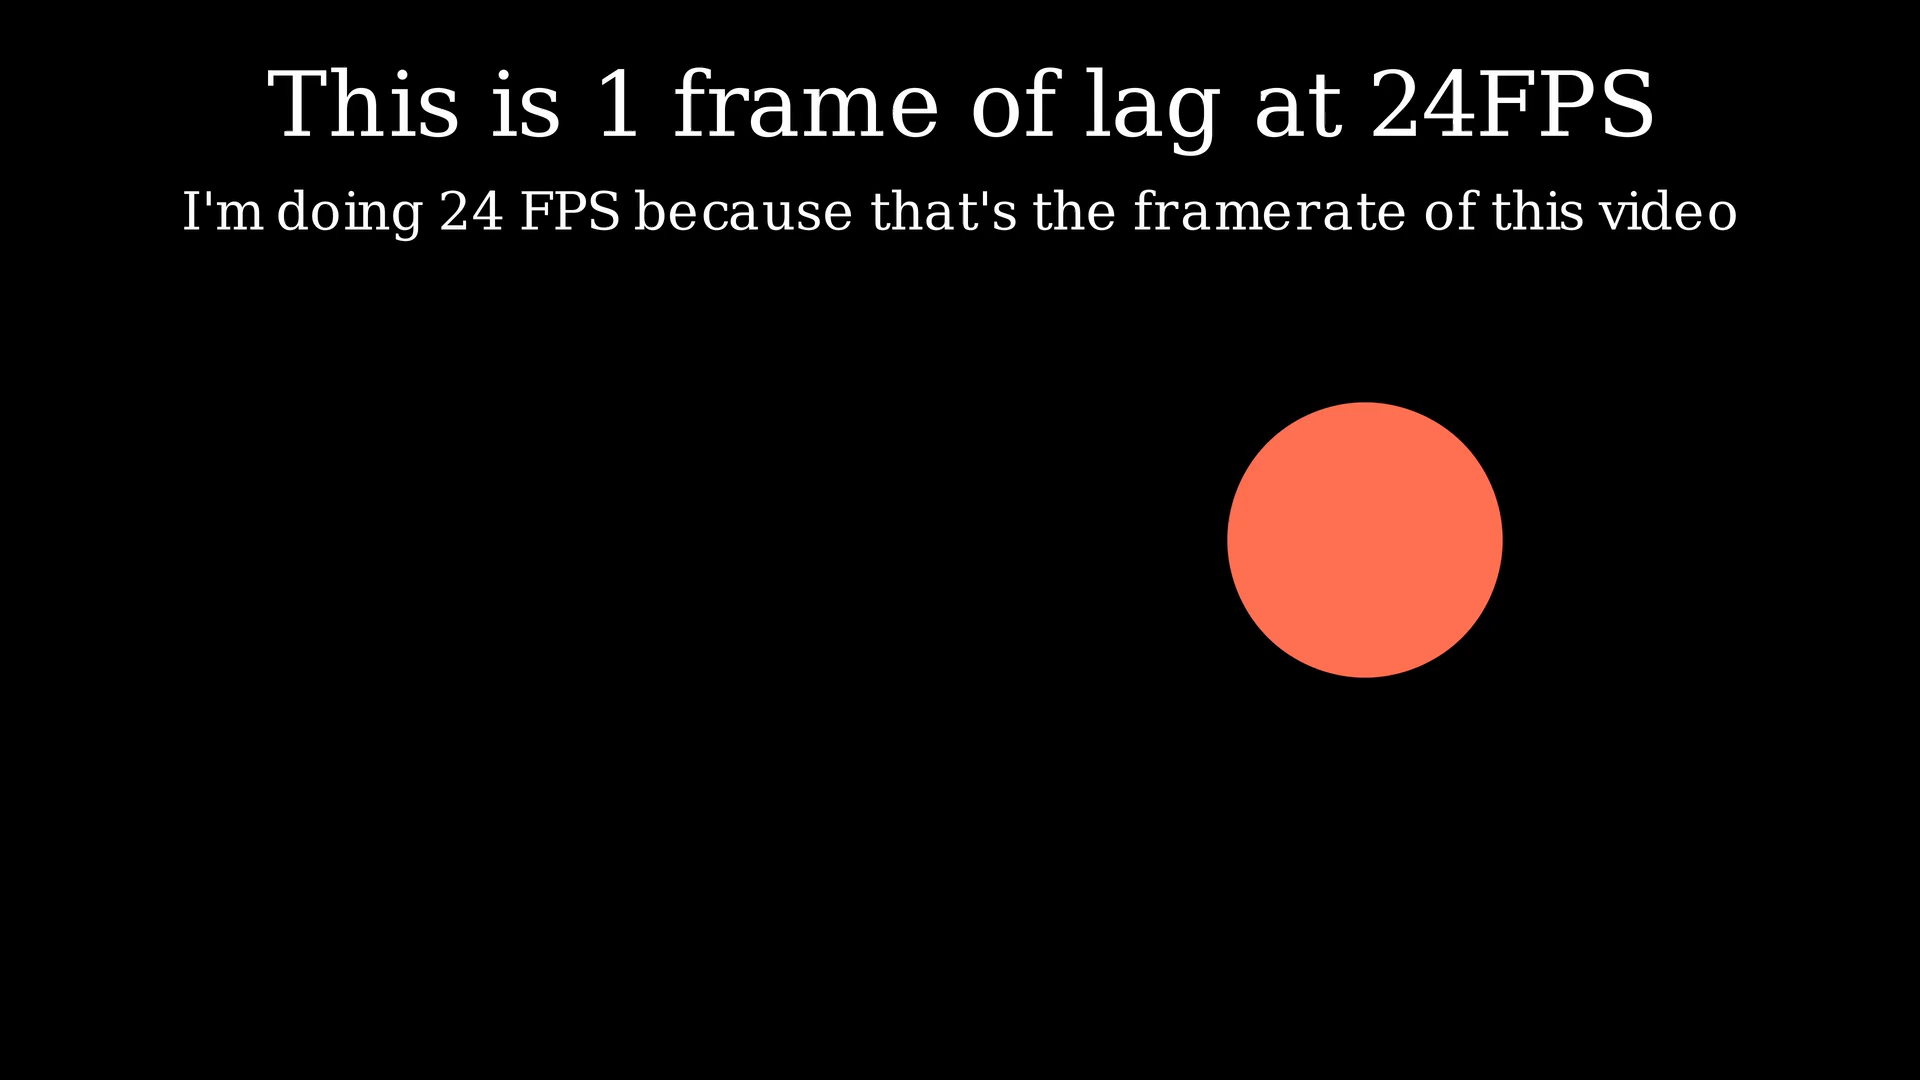 This is 1 frame of lag at 24FPS
I'm doing 24 FPS because that's the framerate of this video